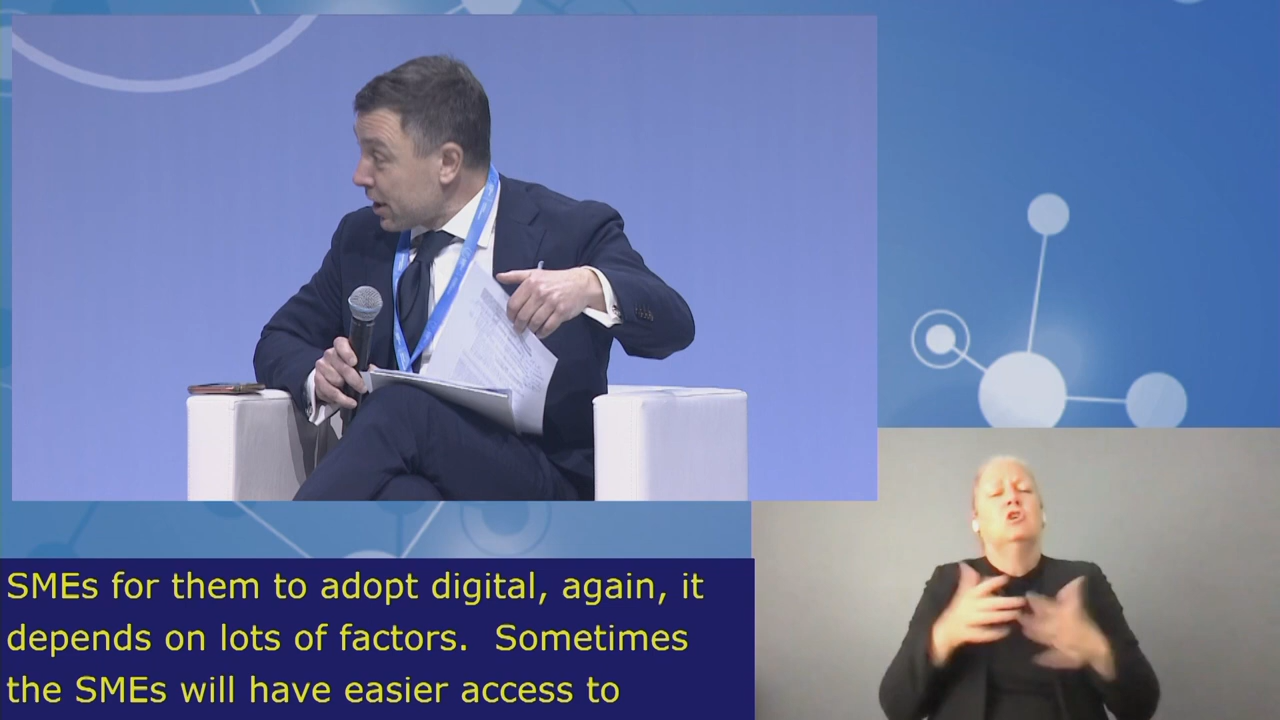 SMEs for them to adopt digital, again, it
depends on lots of factors.  Sometimes
the SMEs will have easier access to